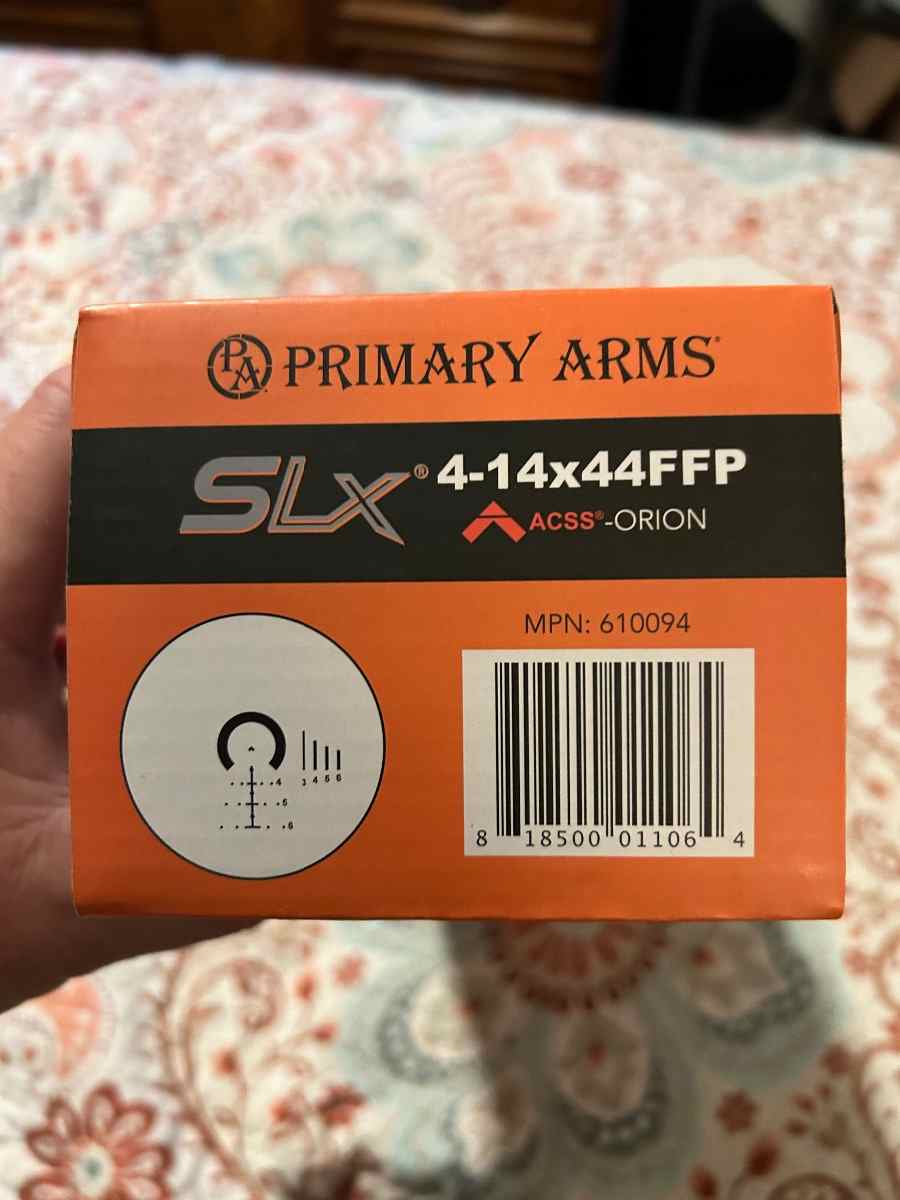 PA PRIMARY ARMS®
SLx® 4-14x44FFP
ACSS®-ORION
MPN: 610094
3 4 5 6
4
5
6
8 18500 01106 4